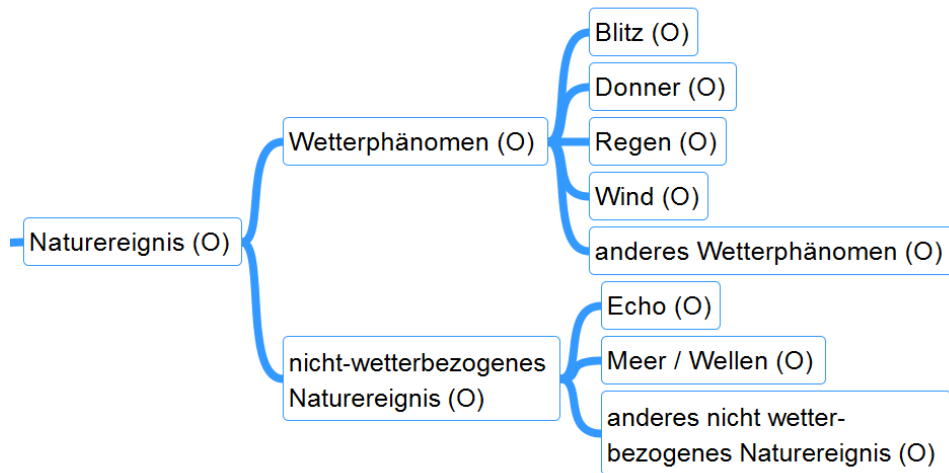 Blitz (O)
Donner (O)
Wetterphänomen (O)
Regen (O)
Wind (O)
Naturereignis (O)
anderes Wetterphänomen (O)
Echo (O)
nicht-wetterbezogenes
Naturereignis (O)
Meer / Wellen (O)
anderes nicht wetter-
bezogenes Naturereignis (O)